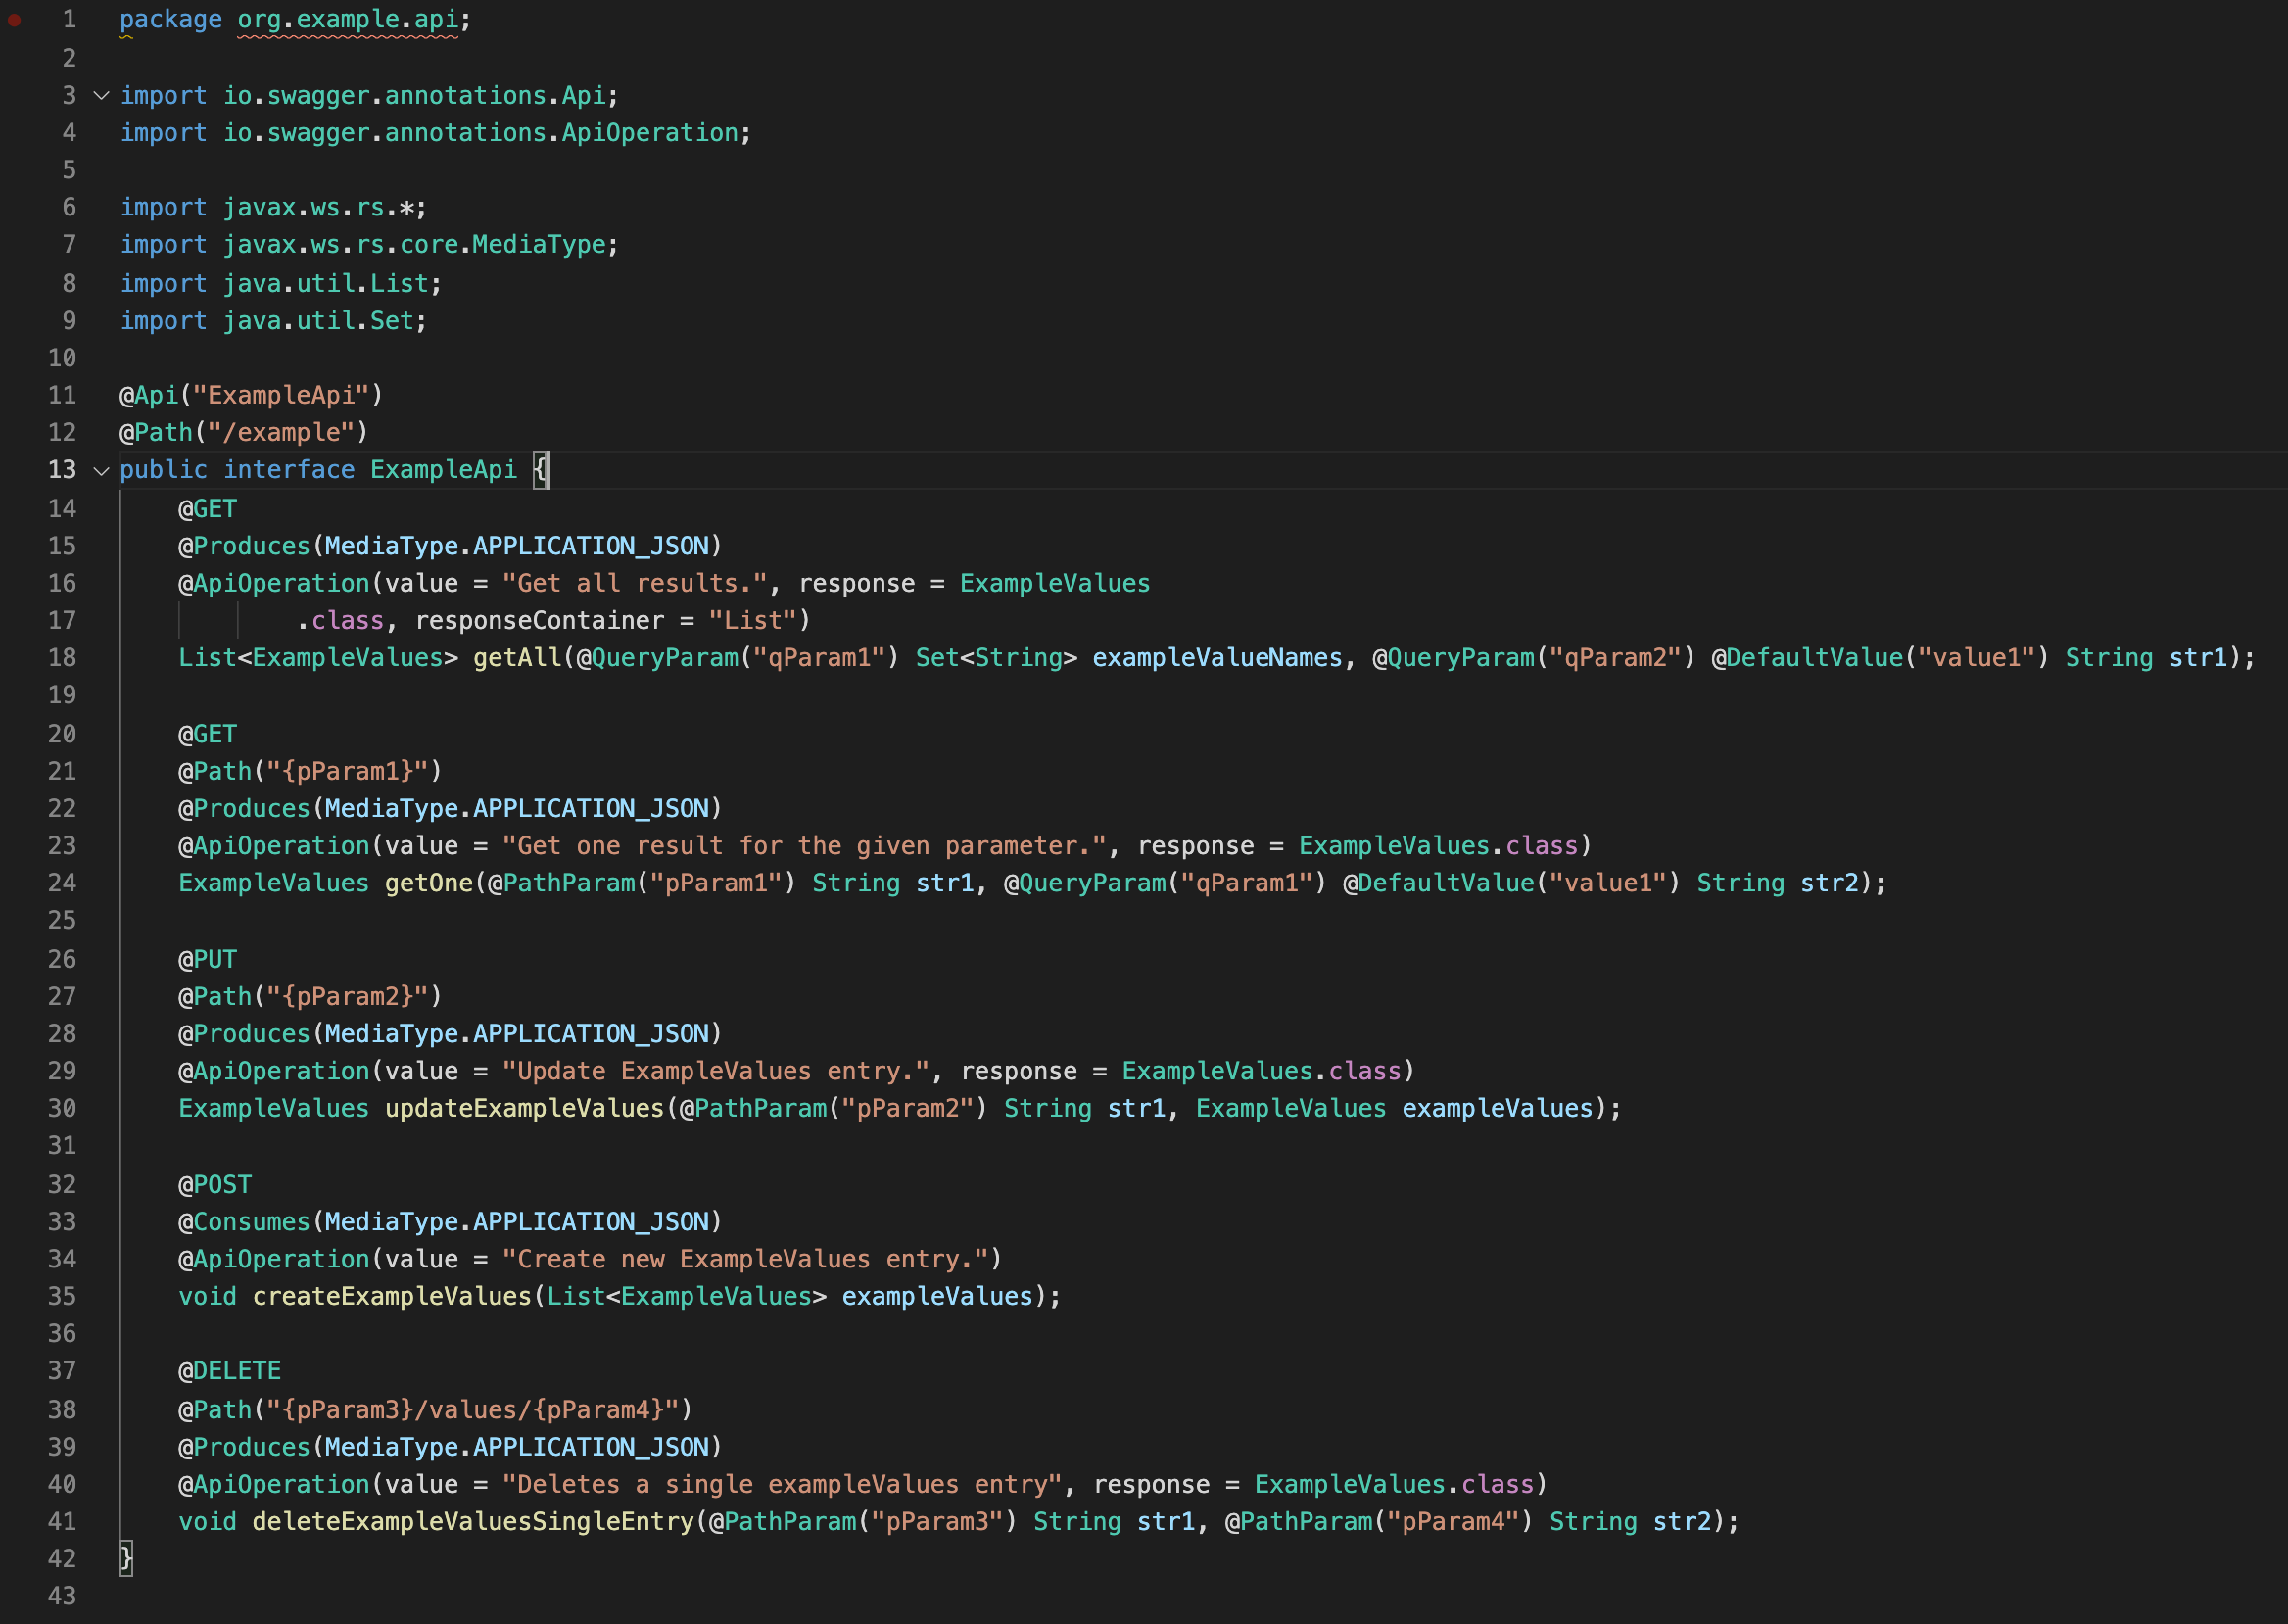 1 package org.example.api;
2
3 import io.swagger.annotations.Api;
4 import io.swagger.annotations.ApiOperation;
5
6 import javax.ws.rs.*;
7 import javax.ws.rs.core.MediaType;
8 import java.util.List;
9 import java.util.Set;
10
11 @Api("ExampleApi")
12 @Path("/example")
13 public interface ExampleApi {
14     @GET
15     @Produces(MediaType.APPLICATION_JSON)
16     @ApiOperation(value = "Get all results.", response = ExampleValues
17             .class, responseContainer = "List")
18     List<ExampleValues> getAll(@QueryParam("qParam1") Set<String> exampleValueNames, @QueryParam("qParam2") @DefaultValue("value1") String str1);
19
20     @GET
21     @Path("{pParam1}")
22     @Produces(MediaType.APPLICATION_JSON)
23     @ApiOperation(value = "Get one result for the given parameter.", response = ExampleValues.class)
24     ExampleValues getOne(@PathParam("pParam1") String str1, @QueryParam("qParam1") @DefaultValue("value1") String str2);
25
26     @PUT
27     @Path("{pParam2}")
28     @Produces(MediaType.APPLICATION_JSON)
29     @ApiOperation(value = "Update ExampleValues entry.", response = ExampleValues.class)
30     ExampleValues updateExampleValues(@PathParam("pParam2") String str1, ExampleValues exampleValues);
31
32     @POST
33     @Consumes(MediaType.APPLICATION_JSON)
34     @ApiOperation(value = "Create new ExampleValues entry.")
35     void createExampleValues(List<ExampleValues> exampleValues);
36
37     @DELETE
38     @Path("{pParam3}/values/{pParam4}")
39     @Produces(MediaType.APPLICATION_JSON)
40     @ApiOperation(value = "Deletes a single exampleValues entry", response = ExampleValues.class)
41     void deleteExampleValuesSingleEntry(@PathParam("pParam3") String str1, @PathParam("pParam4") String str2);
42 }
43